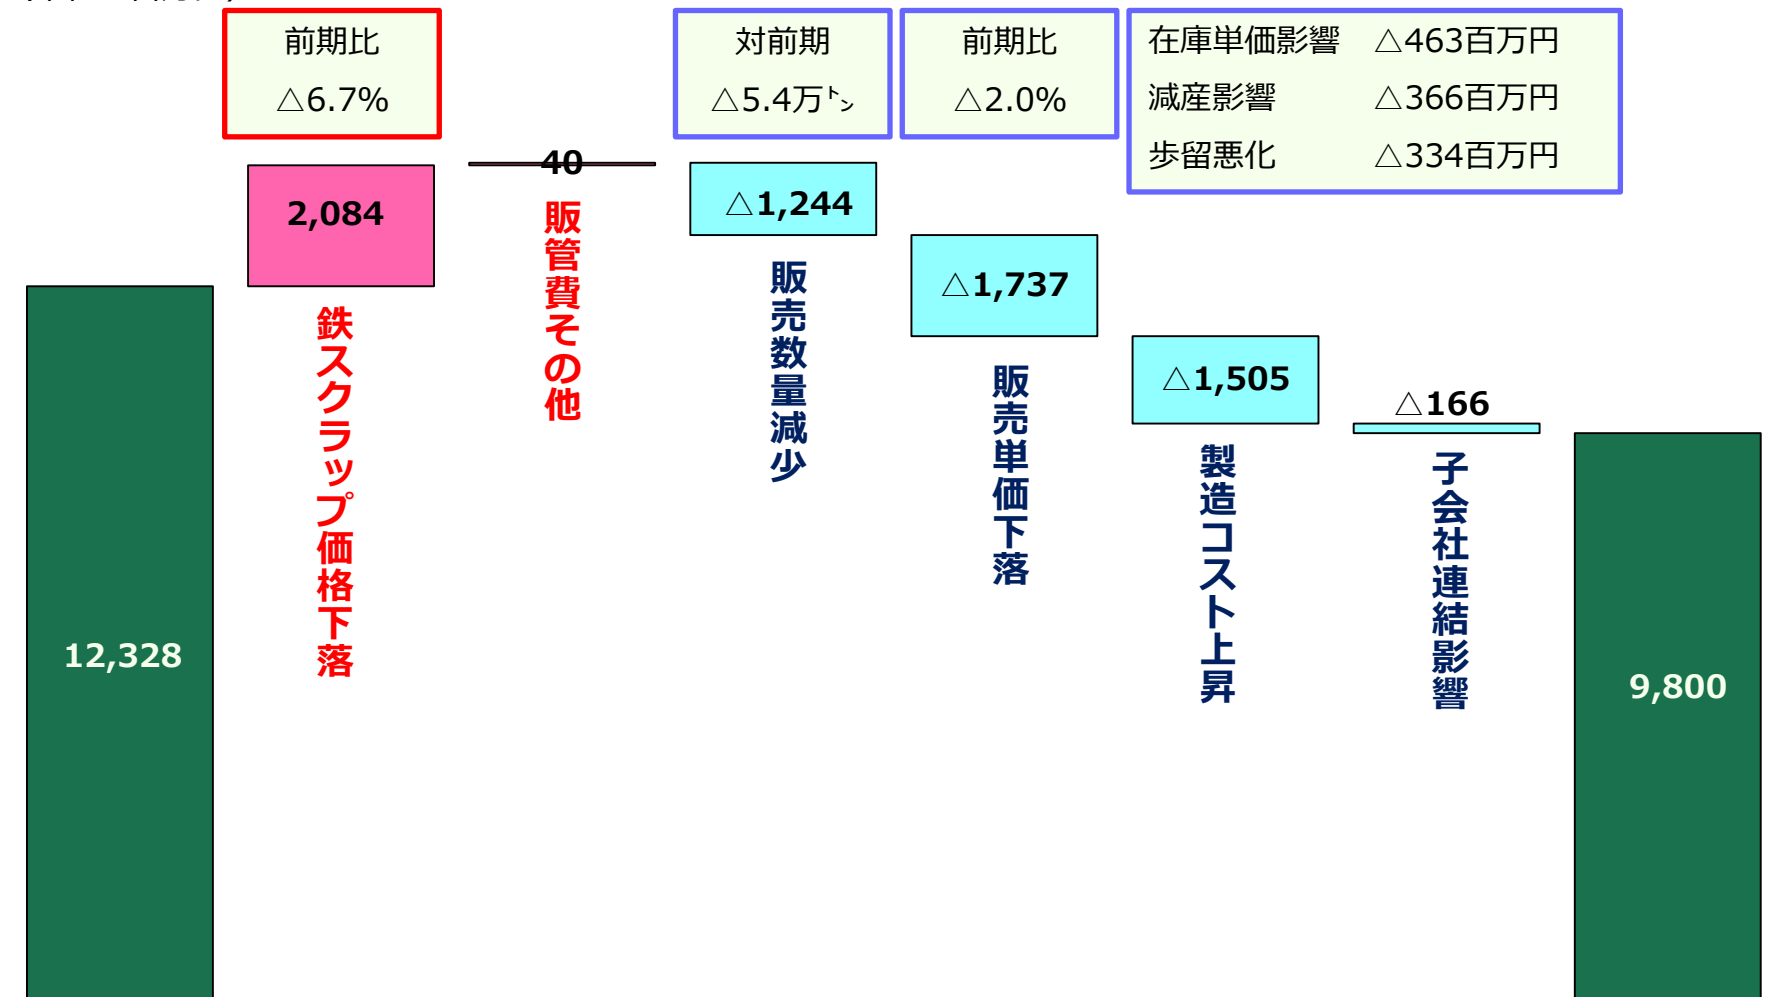 前期比
△6.7%
対前期
△5.4万㌧
前期比
△2.0%
在庫単価影響 △463百万円
減産影響 △366百万円
歩留悪化 △334百万円
2,084
40
△1,244
△1,737
△1,505
△166
12,328
9,800
鉄スクラップ価格下落
販管費その他
販売数量減少
販売単価下落
製造コスト上昇
子会社連結影響